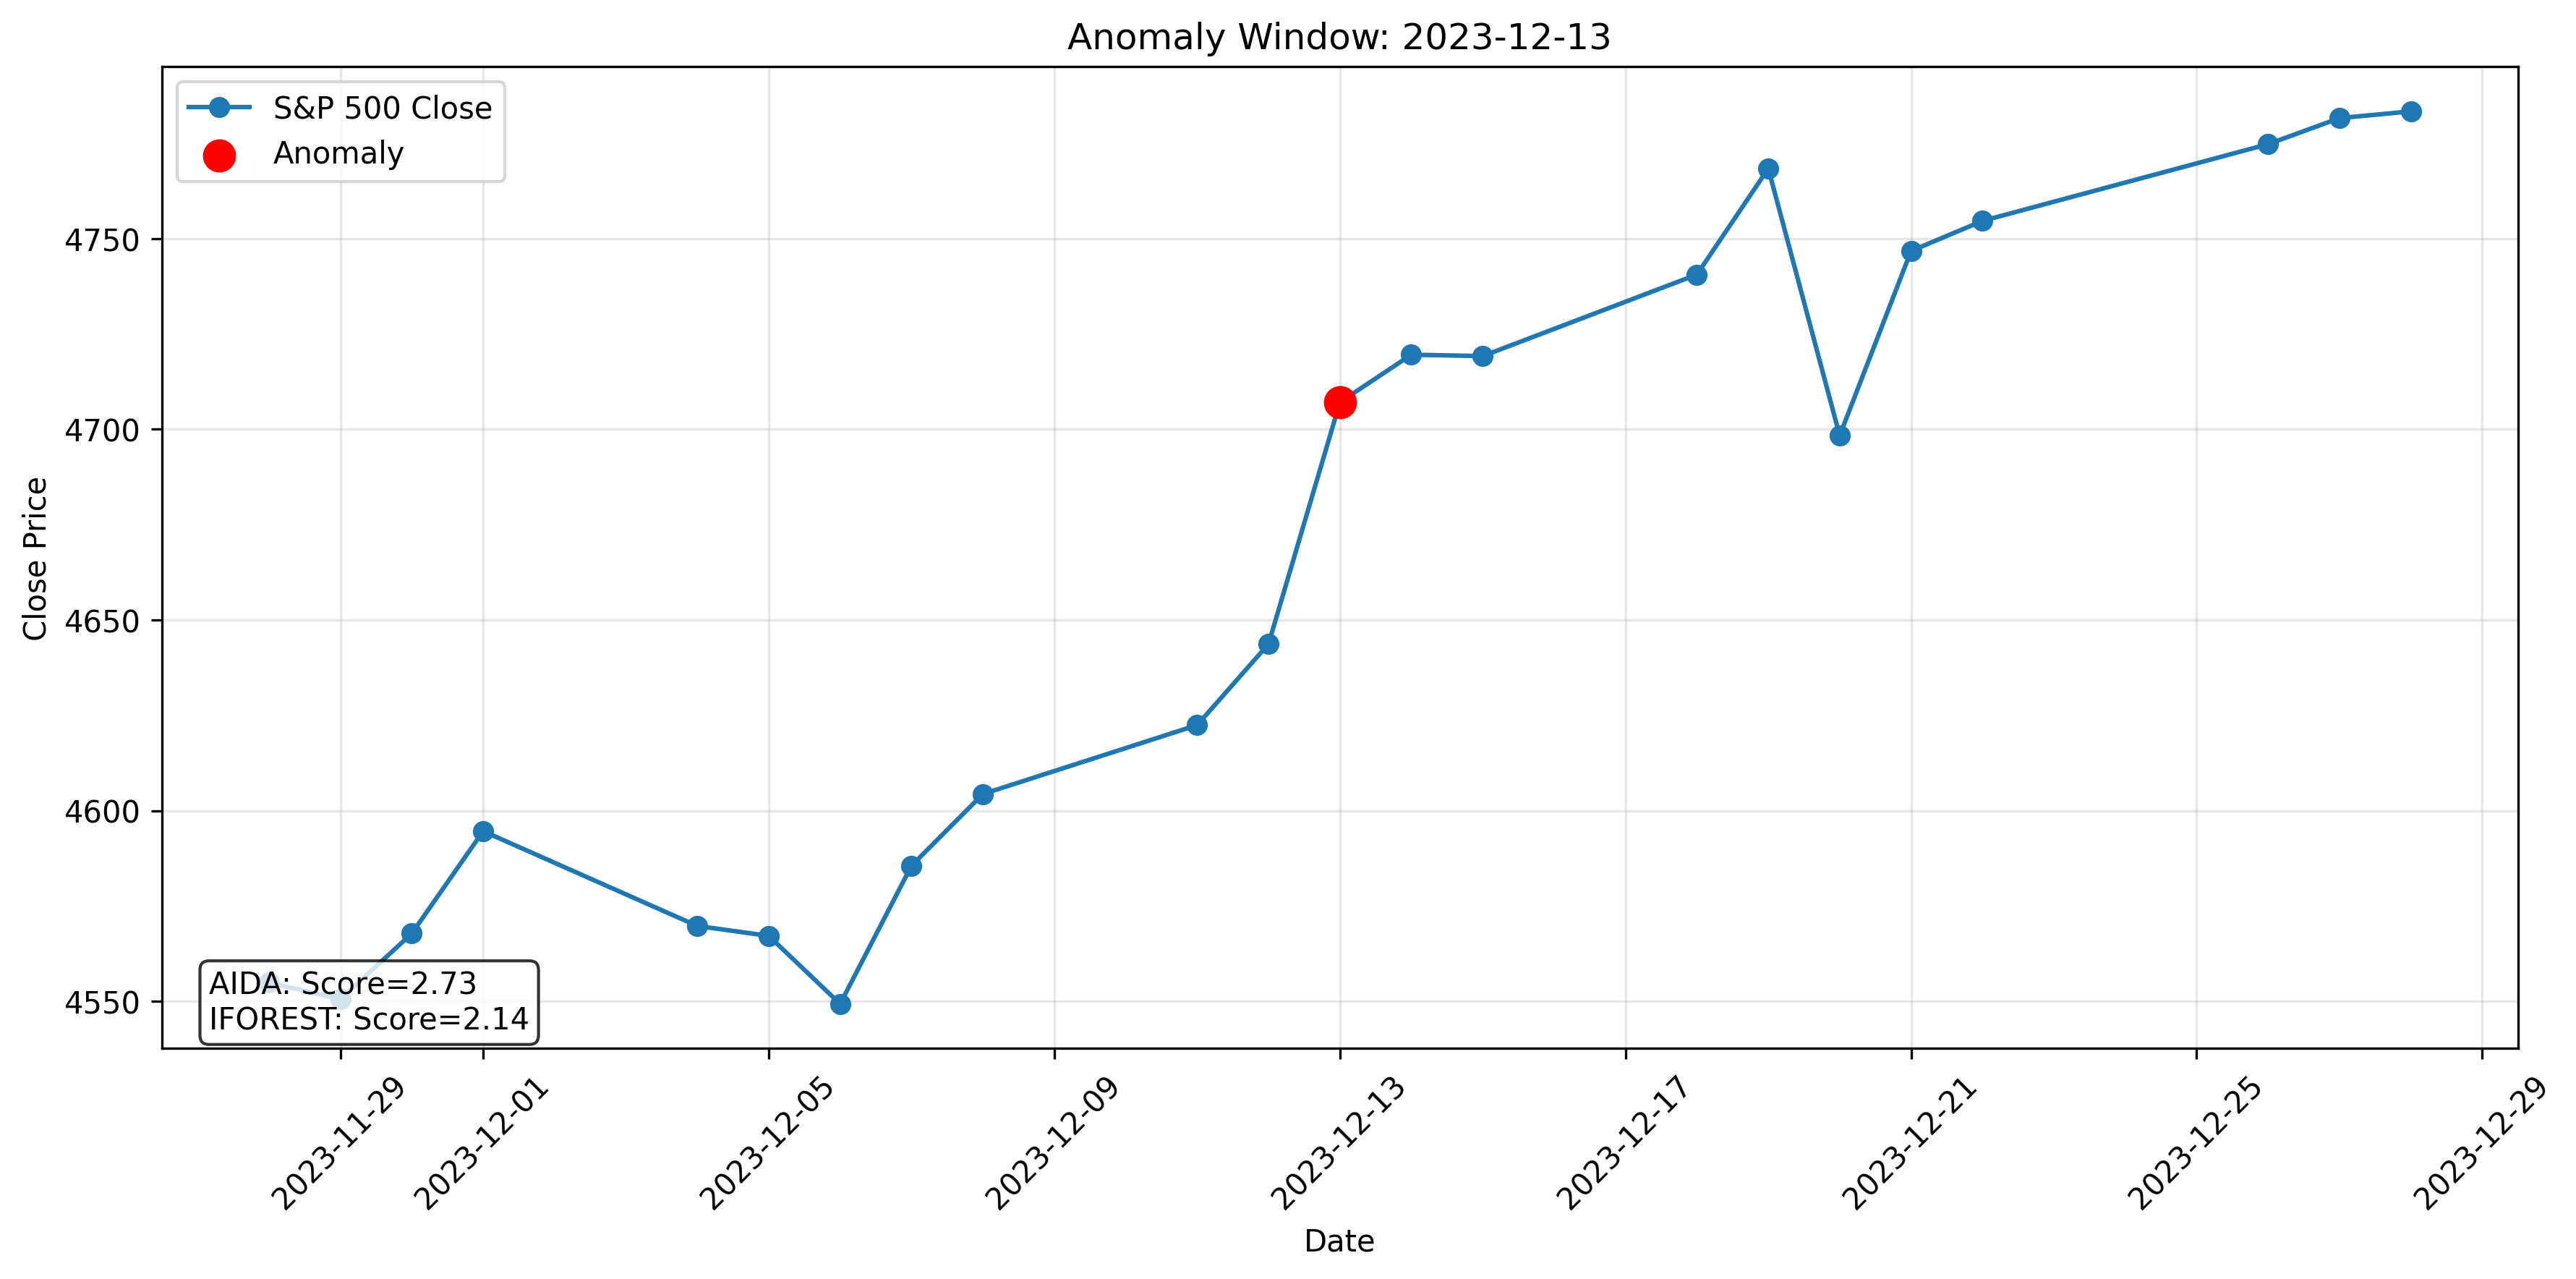 Anomaly Window: 2023-12-13
S&P 500 Close
Anomaly
Close Price
4750
4700
4650
4600
4550
AIDA: Score=2.73
IFOREST: Score=2.14
2023-11-29
2023-12-01
2023-12-05
2023-12-09
2023-12-13
2023-12-17
2023-12-21
2023-12-25
2023-12-29
Date